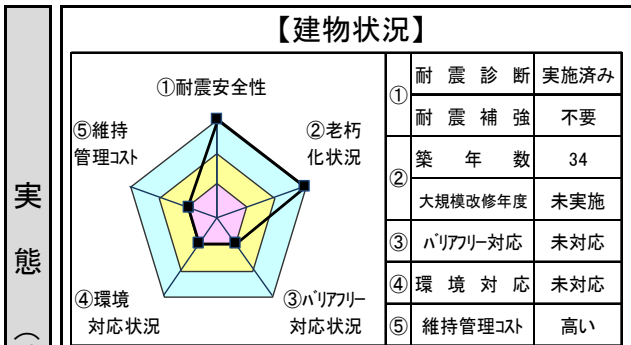 実態（
【建物状況】
①耐震安全性
②老朽
化状況
③バリアフリー
対応状況
④環境
対応状況
⑤維持
管理コスト
① 耐震診断 実施済み
耐震補強 不要
② 築年数 34
大規模改修年度 未実施
③ バリアフリー対応 未対応
④ 環境対応 未対応
⑤ 維持管理コスト 高い